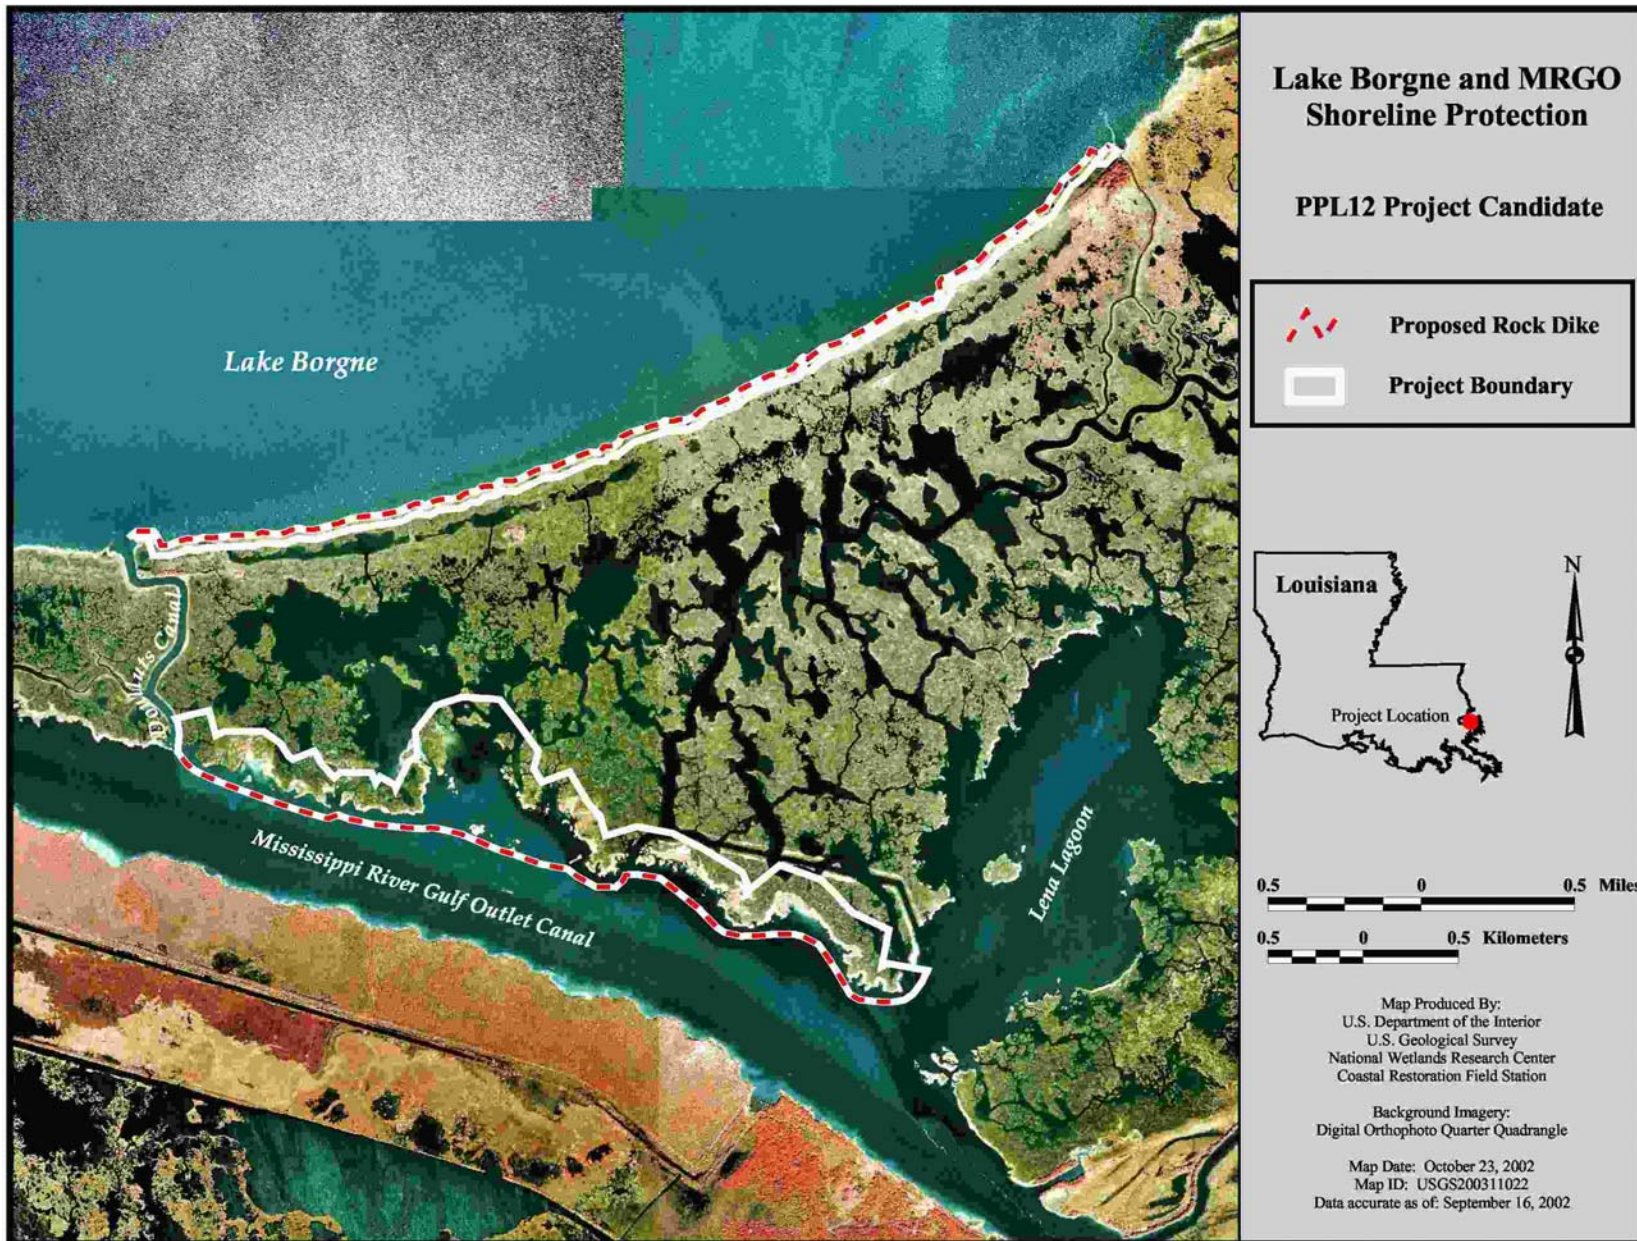 Lake Borgne and MRGO
Shoreline Protection
PPL12 Project Candidate
Proposed Rock Dike
Project Boundary
Lake Borgne
Canal
Mississippi River Gulf Outlet Canal
Lena Lagoon
Louisiana
N
Project Location
0.5 0 0.5 Miles
0.5 0 0.5 Kilometers
Map Produced By:
U.S. Department of the Interior
U.S. Geological Survey
National Wetlands Research Center
Coastal Restoration Field Station
Background Imagery:
Digital Orthophoto Quarter Quadrangle
Map Date: October 23, 2002
Map ID: USGS200311022
Data accurate as of: September 16, 2002